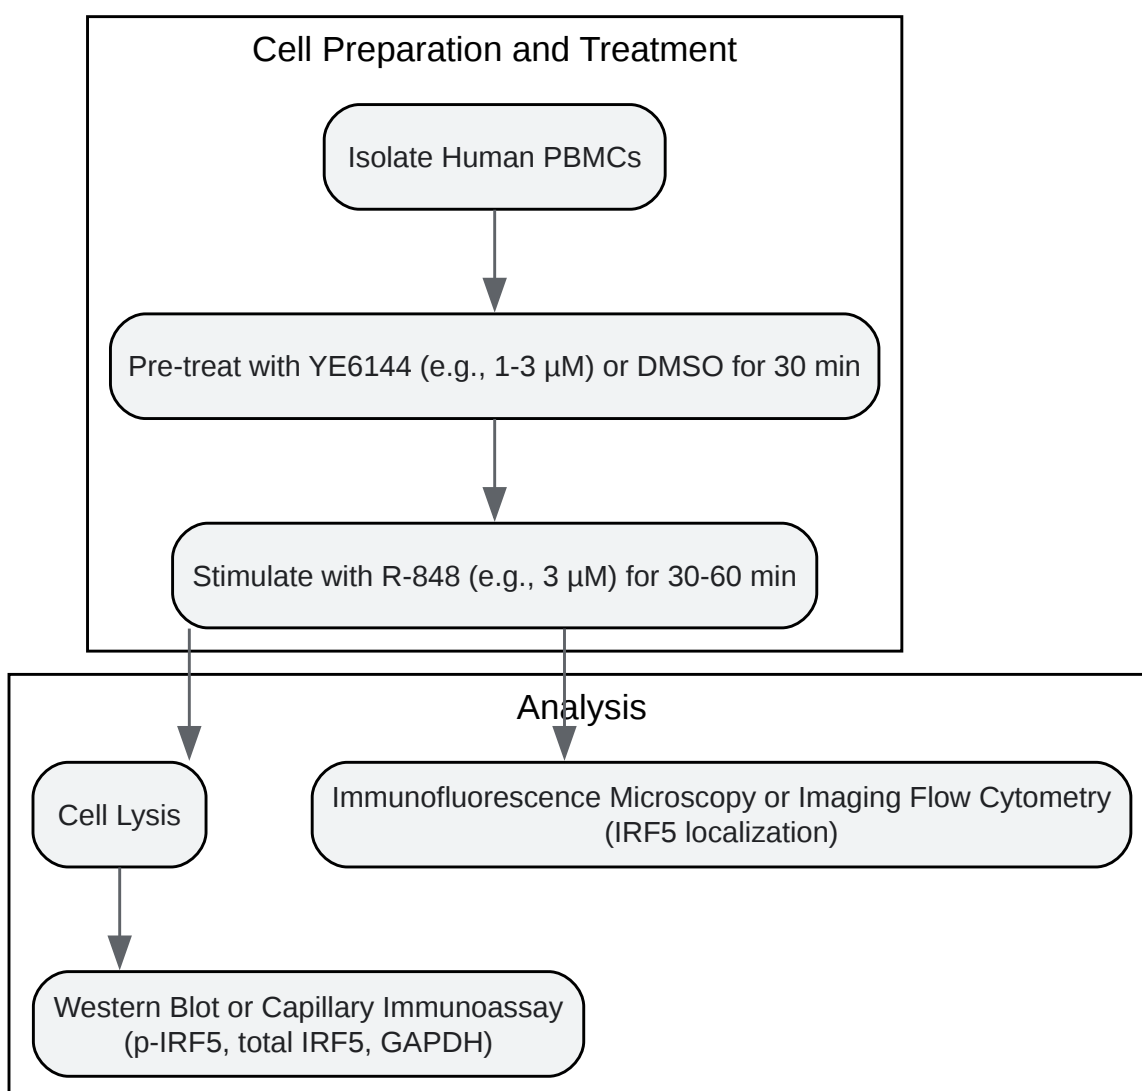 Cell Preparation and Treatment
Isolate Human PBMCs
Pre-treat with YE6144 (e.g., 1-3 µM) or DMSO for 30 min
Stimulate with R-848 (e.g., 3 µM) for 30-60 min
Analysis
Cell Lysis
Immunofluorescence Microscopy or Imaging Flow Cytometry
(IRF5 localization)
Western Blot or Capillary Immunoassay
(p-IRF5, total IRF5, GAPDH)